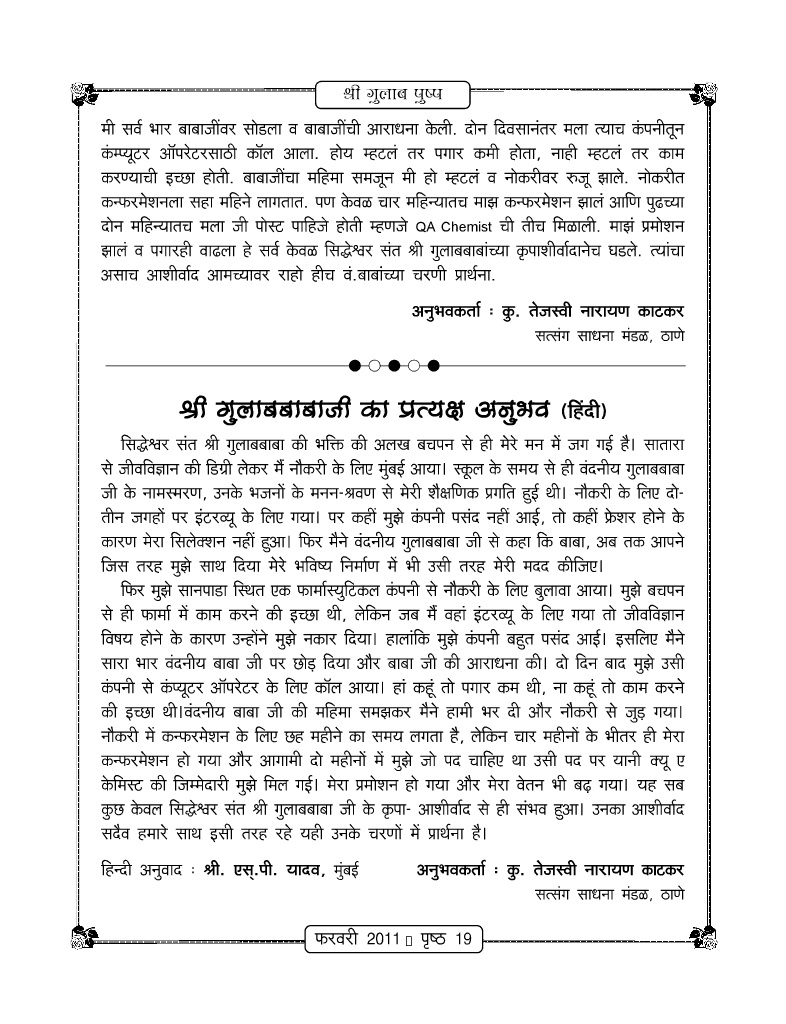 श्री गुलाब पुष्प
मी सर्व भार बाबाजींवर सोडला व बाबाजींची आराधना केली. दोन दिवसानंतर मला त्याच कंपनीतून
कंम्प्यूटर ऑपरेटरसाठी कॉल आला. होय म्हटलं तर पगार कमी होता, नाही म्हटलं तर काम
करण्याची इच्छा होती. बाबाजींचा महिमा समजून मी हो म्हटलं व नोकरीवर रुजू झाले. नोकरीत
कन्फरमेशनला सहा महिने लागतात. पण केवळ चार महिन्यातच माझ कन्फरमेशन झालं आणि पुढच्या
दोन महिन्यातच मला जी पोस्ट पाहिजे होती म्हणजे QA Chemist ची तीच मिळाली. माझं प्रमोशन
झालं व पगारही वाढला हे सर्व केवळ सिद्धेश्वर संत श्री गुलाबबाबांच्या कृपाशीर्वादानेच घडले. त्यांचा
असाच आशीर्वाद आमच्यावर राहो हीच वं.बाबांच्या चरणी प्रार्थना.
अनुभवकर्ता : कु. तेजस्वी नारायण काटकर
सत्संग साधना मंडळ, ठाणे
श्री गुलाबबाबाजी का प्रत्यक्ष अनुभव (हिंदी)
सिद्धेश्वर संत श्री गुलाबबाबा की भक्ति की अलख बचपन से ही मेरे मन में जग गई है। सातारा
से जीवविज्ञान की डिग्री लेकर मैं नौकरी के लिए मुंबई आया। स्कूल के समय से ही वंदनीय गुलाबबाबा
जी के नामस्मरण, उनके भजनों के मनन-श्रवण से मेरी शैक्षणिक प्रगति हुई थी। नौकरी के लिए दो-
तीन जगहों पर इंटरव्यू के लिए गया। पर कहीं मुझे कंपनी पसंद नहीं आई, तो कहीं फ्रेशर होने के
कारण मेरा सिलेक्शन नहीं हुआ। फिर मैने वंदनीय गुलाबबाबा जी से कहा कि बाबा, अब तक आपने
जिस तरह मुझे साथ दिया मेरे भविष्य निर्माण में भी उसी तरह मेरी मदद कीजिए।
फिर मुझे सानपाडा स्थित एक फार्मास्युटिकल कंपनी से नौकरी के लिए बुलावा आया। मुझे बचपन
से ही फार्मा में काम करने की इच्छा थी, लेकिन जब मैं वहां इंटरव्यू के लिए गया तो जीवविज्ञान
विषय होने के कारण उन्होंने मुझे नकार दिया। हालांकि मुझे कंपनी बहुत पसंद आई। इसलिए मैने
सारा भार वंदनीय बाबा जी पर छोड़ दिया और बाबा जी की आराधना की। दो दिन बाद मुझे उसी
कंपनी से कंप्यूटर ऑपरेटर के लिए कॉल आया। हां कहूं तो पगार कम थी, ना कहूं तो काम करने
की इच्छा थी।वंदनीय बाबा जी की महिमा समझकर मैने हामी भर दी और नौकरी से जुड़ गया।
नौकरी में कन्फरमेशन के लिए छह महीने का समय लगता है, लेकिन चार महीनों के भीतर ही मेरा
कन्फरमेशन हो गया और आगामी दो महीनों में मुझे जो पद चाहिए था उसी पद पर यानी क्यू ए
केमिस्ट की जिम्मेदारी मुझे मिल गई। मेरा प्रमोशन हो गया और मेरा वेतन भी बढ़ गया। यह सब
कुछ केवल सिद्धेश्वर संत श्री गुलाबबाबा जी के कृपा- आशीर्वाद से ही संभव हुआ। उनका आशीर्वाद
सदैव हमारे साथ इसी तरह रहे यही उनके चरणों में प्रार्थना है।
हिन्दी अनुवाद : श्री. एस्.पी. यादव, मुंबई अनुभवकर्ता : कु. तेजस्वी नारायण काटकर
सत्संग साधना मंडळ, ठाणे
फरवरी 2011 ▯ पृष्ठ 19